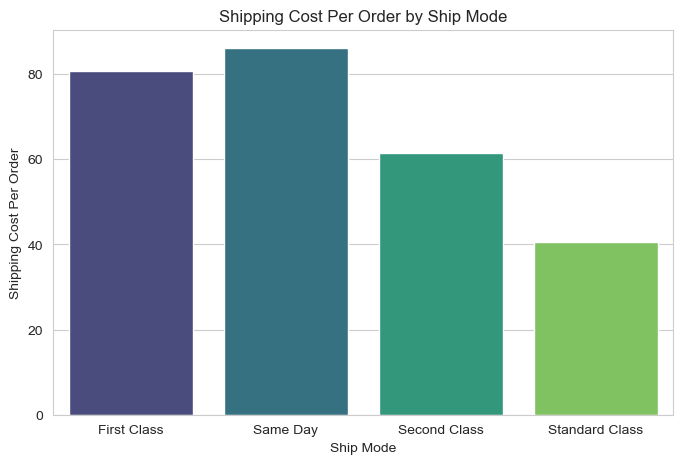 Shipping Cost Per Order by Ship Mode
Shipping Cost Per Order
80
60
40
20
0
First Class Same Day Second Class Standard Class
Ship Mode